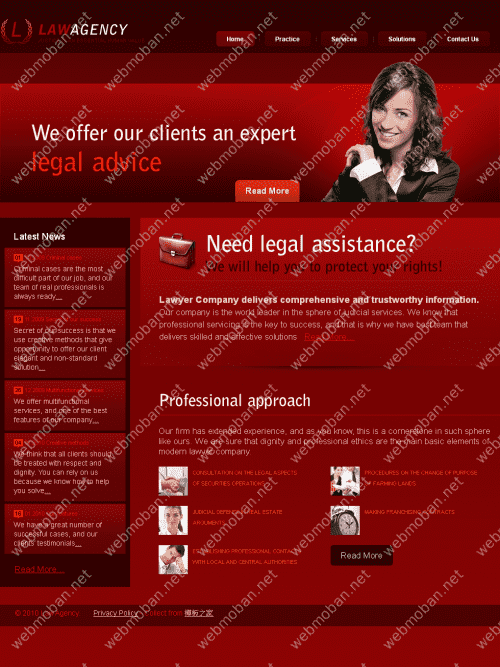 L LAWAGENCY
Home Practice Services Solutions Contact Us
We offer our clients an expert
legal advice
Read More
Latest News
Criminal cases are the most
difficult part of our job, and our
team of real professionals is
always ready...
Secret of our success is that we
use creative methods that give
opportunity to offer our client
elegant and non-standard
solution...
We offer multifunctional
services, and one of the best
features of our company...
We think that all clients should
be treated with respect and
dignity. You can rely on us
because we know how to help
you solve...
We have a great number of
successful cases, and our
clients testimonials...
Read More...
Need legal assistance?
We will help you to protect your rights!
Lawyer Company delivers comprehensive and trustworthy information.
Our company is the world leader in the sphere of judicial services. We know that
professional servicing is the key to success, and that is why we have best team that
delivers skilled and effective solutions. Read More...
Professional approach
Our firm has extended experience, and as you know, this is a cornerstone in such sphere
like ours. We are sure that dignity and professional ethics are the main basic elements of
modern lawyer company.
CONSULTATION ON THE LEGAL ASPECTS
OF SECURITIES OPERATIONS
PROCEDURES ON THE CHANGE OF PURPOSE
OF FARMING LANDS
JUDICIAL DEFENSE REAL ESTATE
ARGUMENTS
MAKING FRANCHISING CONTRACTS
ESTABLISHING PROFESSIONAL CONTACTS
WITH LOCAL AND CENTRAL AUTHORITIES
Read More
© 2010 Law Agency Privacy Policy Collect from 模板之家
webmoban.net